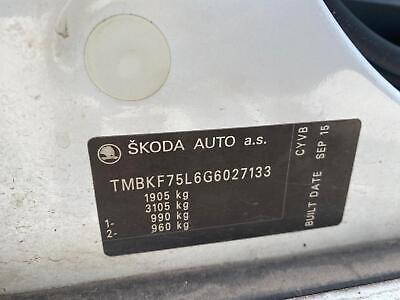 ŠKODA AUTO a.s.
TMBKF75L6G6027133
1905 kg
3105 kg
1- 990 kg
2- 960 kg
CYVB
BUILT DATE SEP 15